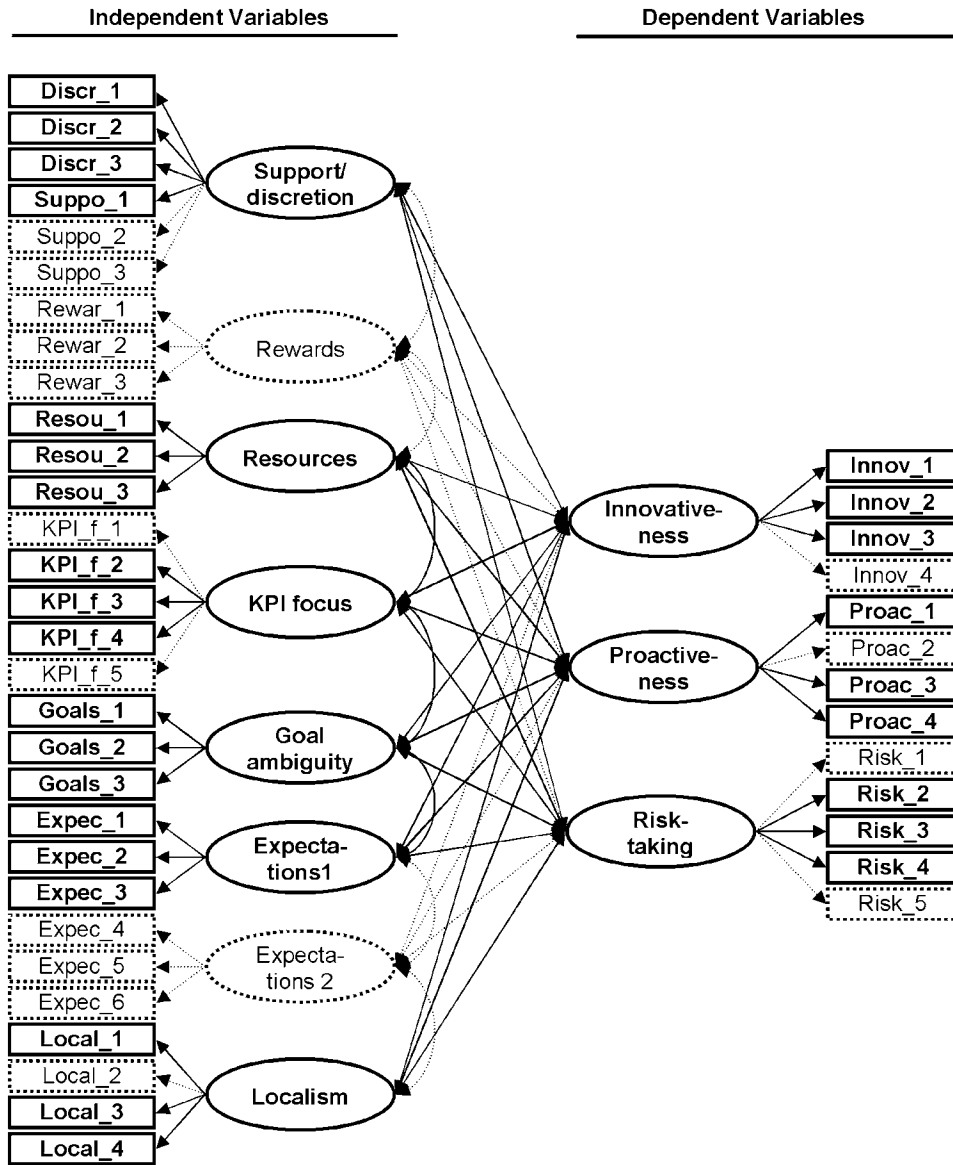 Independent Variables
Dependent Variables
Discr_1
Discr_2
Discr_3
Suppo_1
Suppo_2
Suppo_3
Rewar_1
Rewar_2
Rewar_3
Resou_1
Resou_2
Resou_3
KPI_f_1
KPI_f_2
KPI_f_3
KPI_f_4
KPI_f_5
Goals_1
Goals_2
Goals_3
Expec_1
Expec_2
Expec_3
Expec_4
Expec_5
Expec_6
Local_1
Local_2
Local_3
Local_4
Support/
discretion
Rewards
Resources
KPI focus
Goal
ambiguity
Expecta-
tions1
Expecta-
tions 2
Localism
Innovative-
ness
Proactive-
ness
Risk-
taking
Innov_1
Innov_2
Innov_3
Innov_4
Proac_1
Proac_2
Proac_3
Proac_4
Risk_1
Risk_2
Risk_3
Risk_4
Risk_5